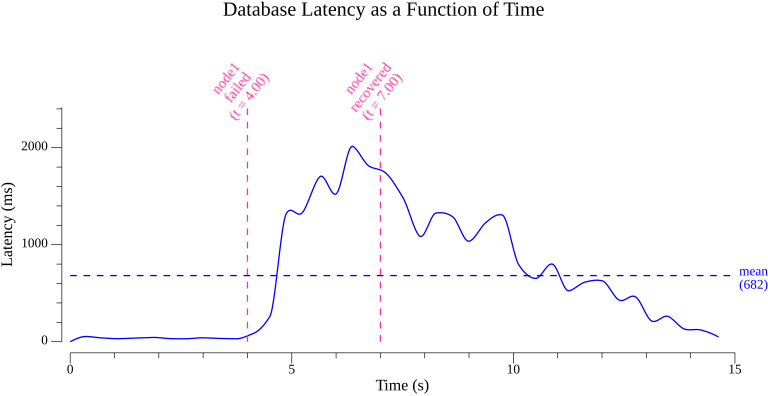 Database Latency as a Function of Time
node1
failed
(t = 4.00)
node1
recovered
(t = 7.00)
2000
1000
0
Latency (ms)
mean
(682)
0
5
10
15
Time (s)